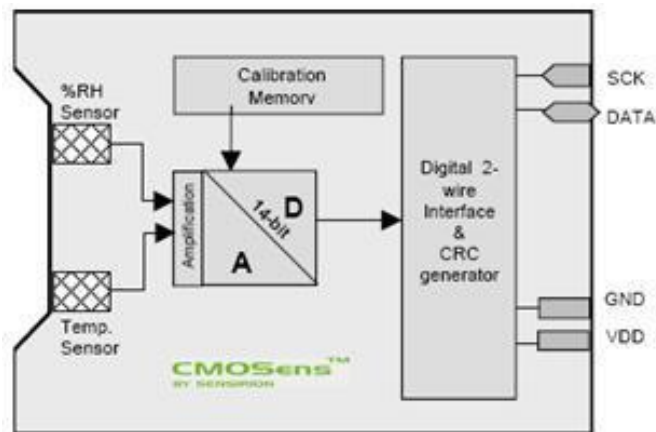 %RH
Sensor
Calibration
Memory
SCK
DATA
Amplification
14-bit
D
A
Digital 2-
wire
Interface
&
CRC
generator
GND
VDD
Temp.
Sensor
CMOSens™
BY SENSIRION